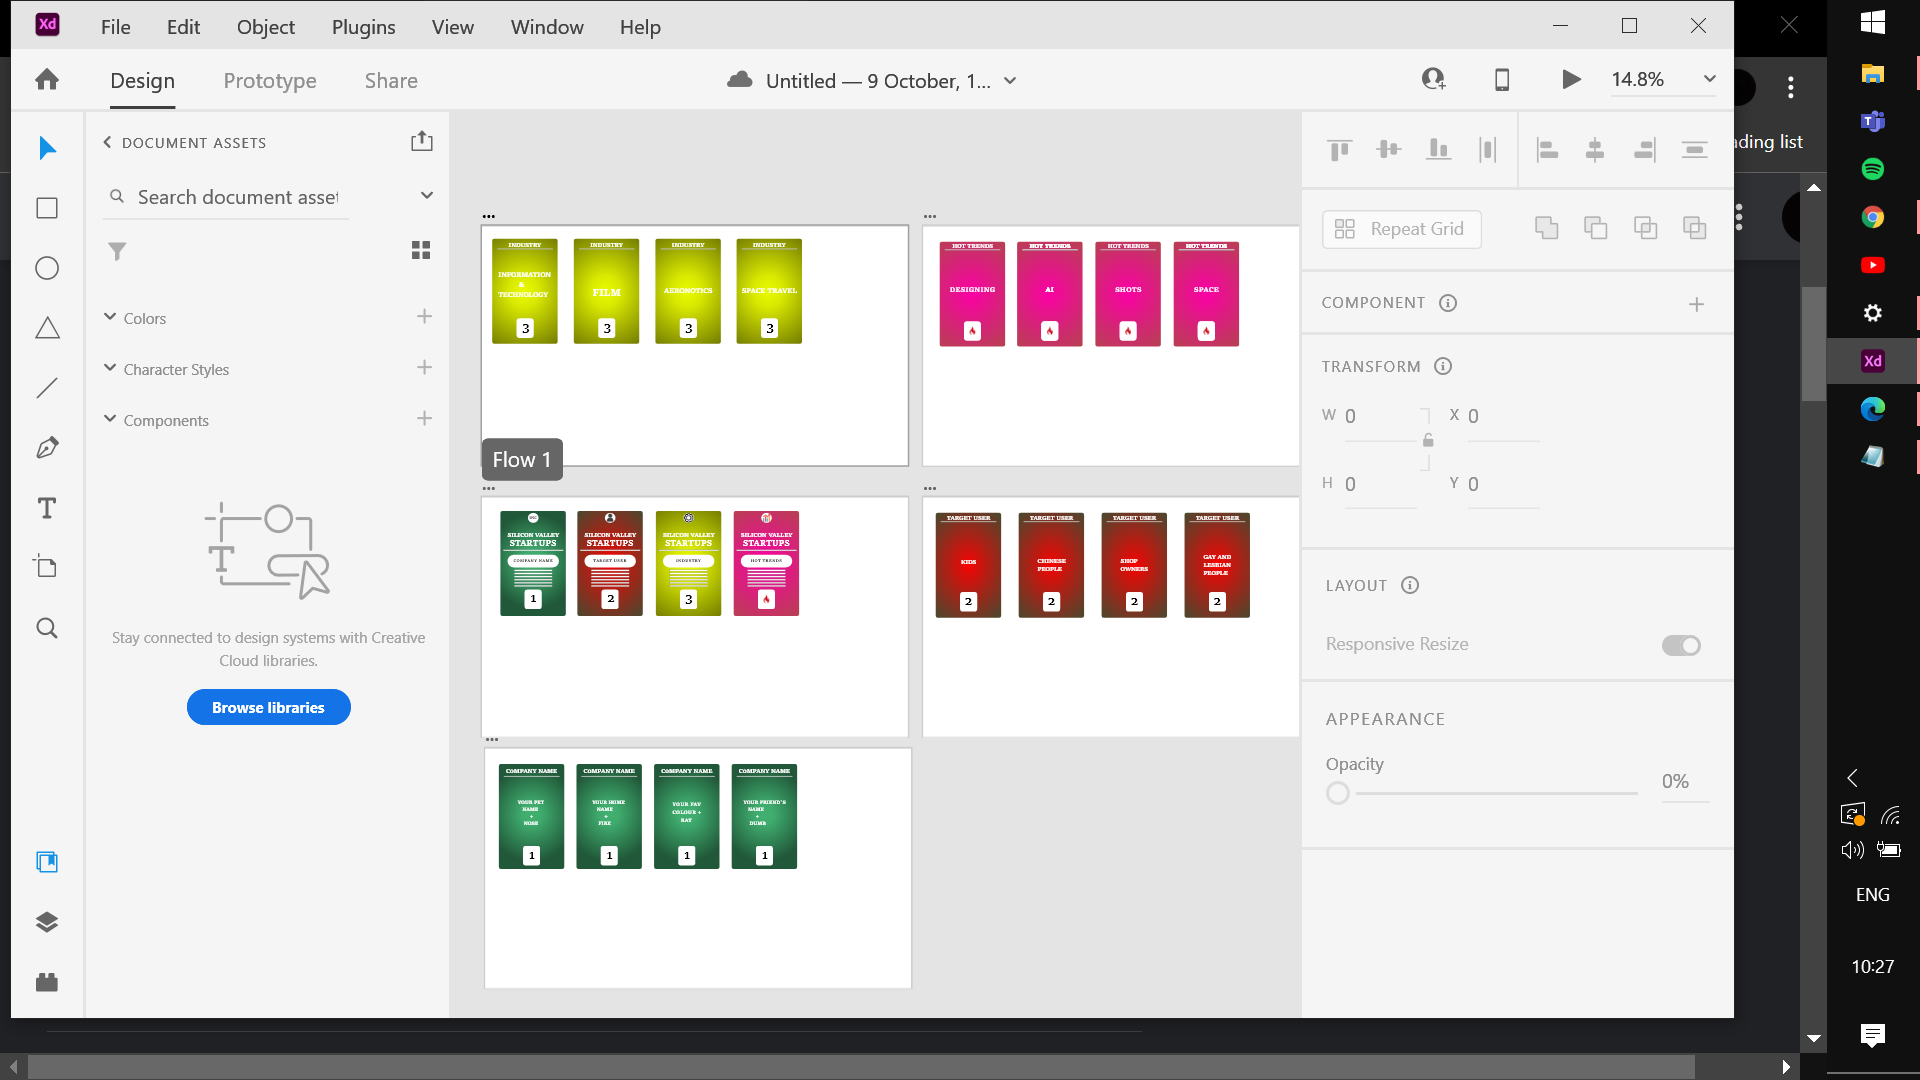 Xd File Edit Object Plugins View Window Help
Design Prototype Share
Untitled — 9 October, 1...
14.8%
DOCUMENT ASSETS
Search document asset
Colors
Character Styles
Components
Stay connected to design systems with Creative
Cloud libraries.
Browse libraries
INDUSTRY
INFORMATION
&
TECHNOLOGY
3
INDUSTRY
FILM
3
INDUSTRY
AERONOTICS
3
INDUSTRY
SPACE TRAVEL
3
Flow 1
HOT TRENDS
DESIGNING
HOT TRENDS
AI
HOT TRENDS
SHOTS
HOT TRENDS
SPACE
SILICON VALLEY
STARTUPS
COMPANY NAME
1
SILICON VALLEY
STARTUPS
TARGET USER
2
SILICON VALLEY
STARTUPS
INDUSTRY
3
SILICON VALLEY
STARTUPS
HOT TRENDS
TARGET USER
KIDS
2
TARGET USER
CHINESE
PEOPLE
2
TARGET USER
SHOP
OWNERS
2
TARGET USER
GAY AND
LESBIAN
PEOPLE
2
COMPANY NAME
YOUR PET
NAME
+
NOSE
1
COMPANY NAME
YOUR HOME
NAME
+
FIRE
1
COMPANY NAME
YOUR FAV
COLOUR +
BAT
1
COMPANY NAME
YOUR FRIEND'S
NAME
+
DUMB
1
Repeat Grid
COMPONENT
TRANSFORM
W 0 X 0
H 0 Y 0
LAYOUT
Responsive Resize
APPEARANCE
Opacity
0%
ding list
Xd
ENG
10:27